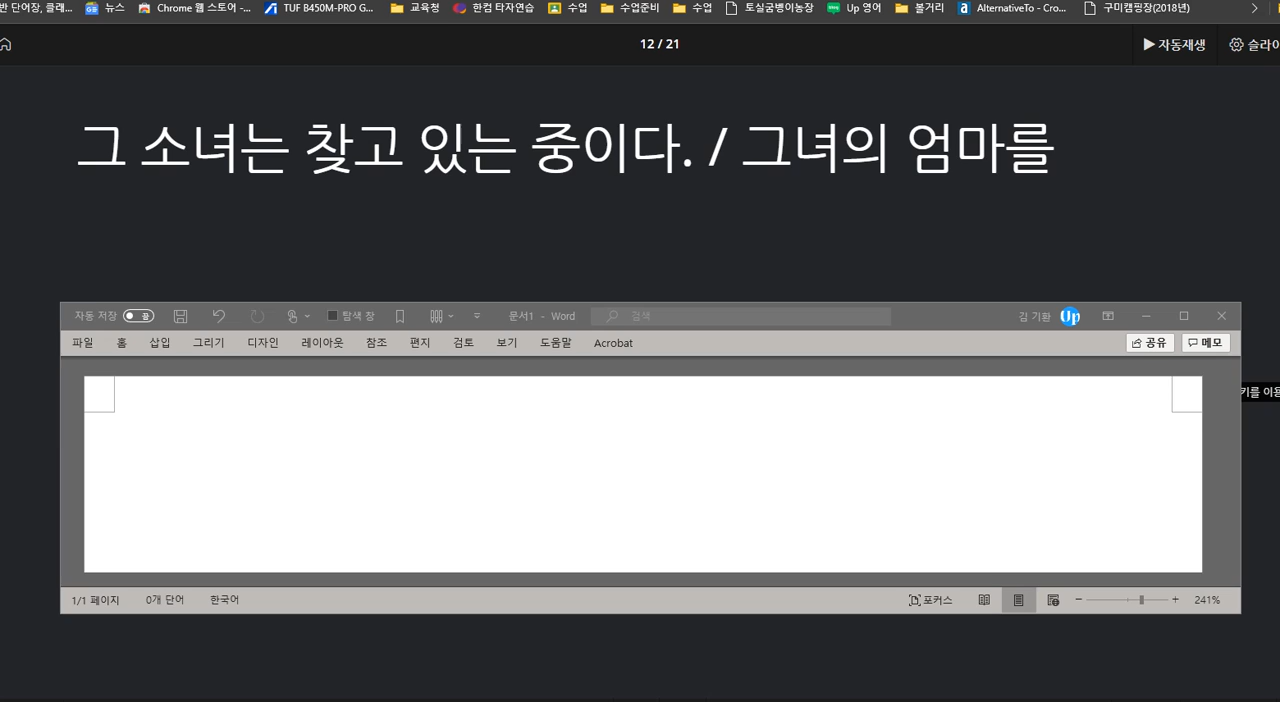 반 단어장, 클래... 뉴스 Chrome 웹 스토어 -... TUF B450M-PRO G... 교육청 한컴 타자연습 수업 수업준비 수업 토실굼벵이농장 Up 영어 볼거리 AlternativeTo - Cro... 구미캠핑장(2018년)
12 / 21 자동재생 슬라이
그 소녀는 찾고 있는 중이다. / 그녀의 엄마를
자동 저장 끔 탐색 창 문서1 - Word 검색 김 기환 Up
파일 홈 삽입 그리기 디자인 레이아웃 참조 편지 검토 보기 도움말 Acrobat 공유 메모
키를 이용
1/1 페이지 0개 단어 한국어 포커스 241%